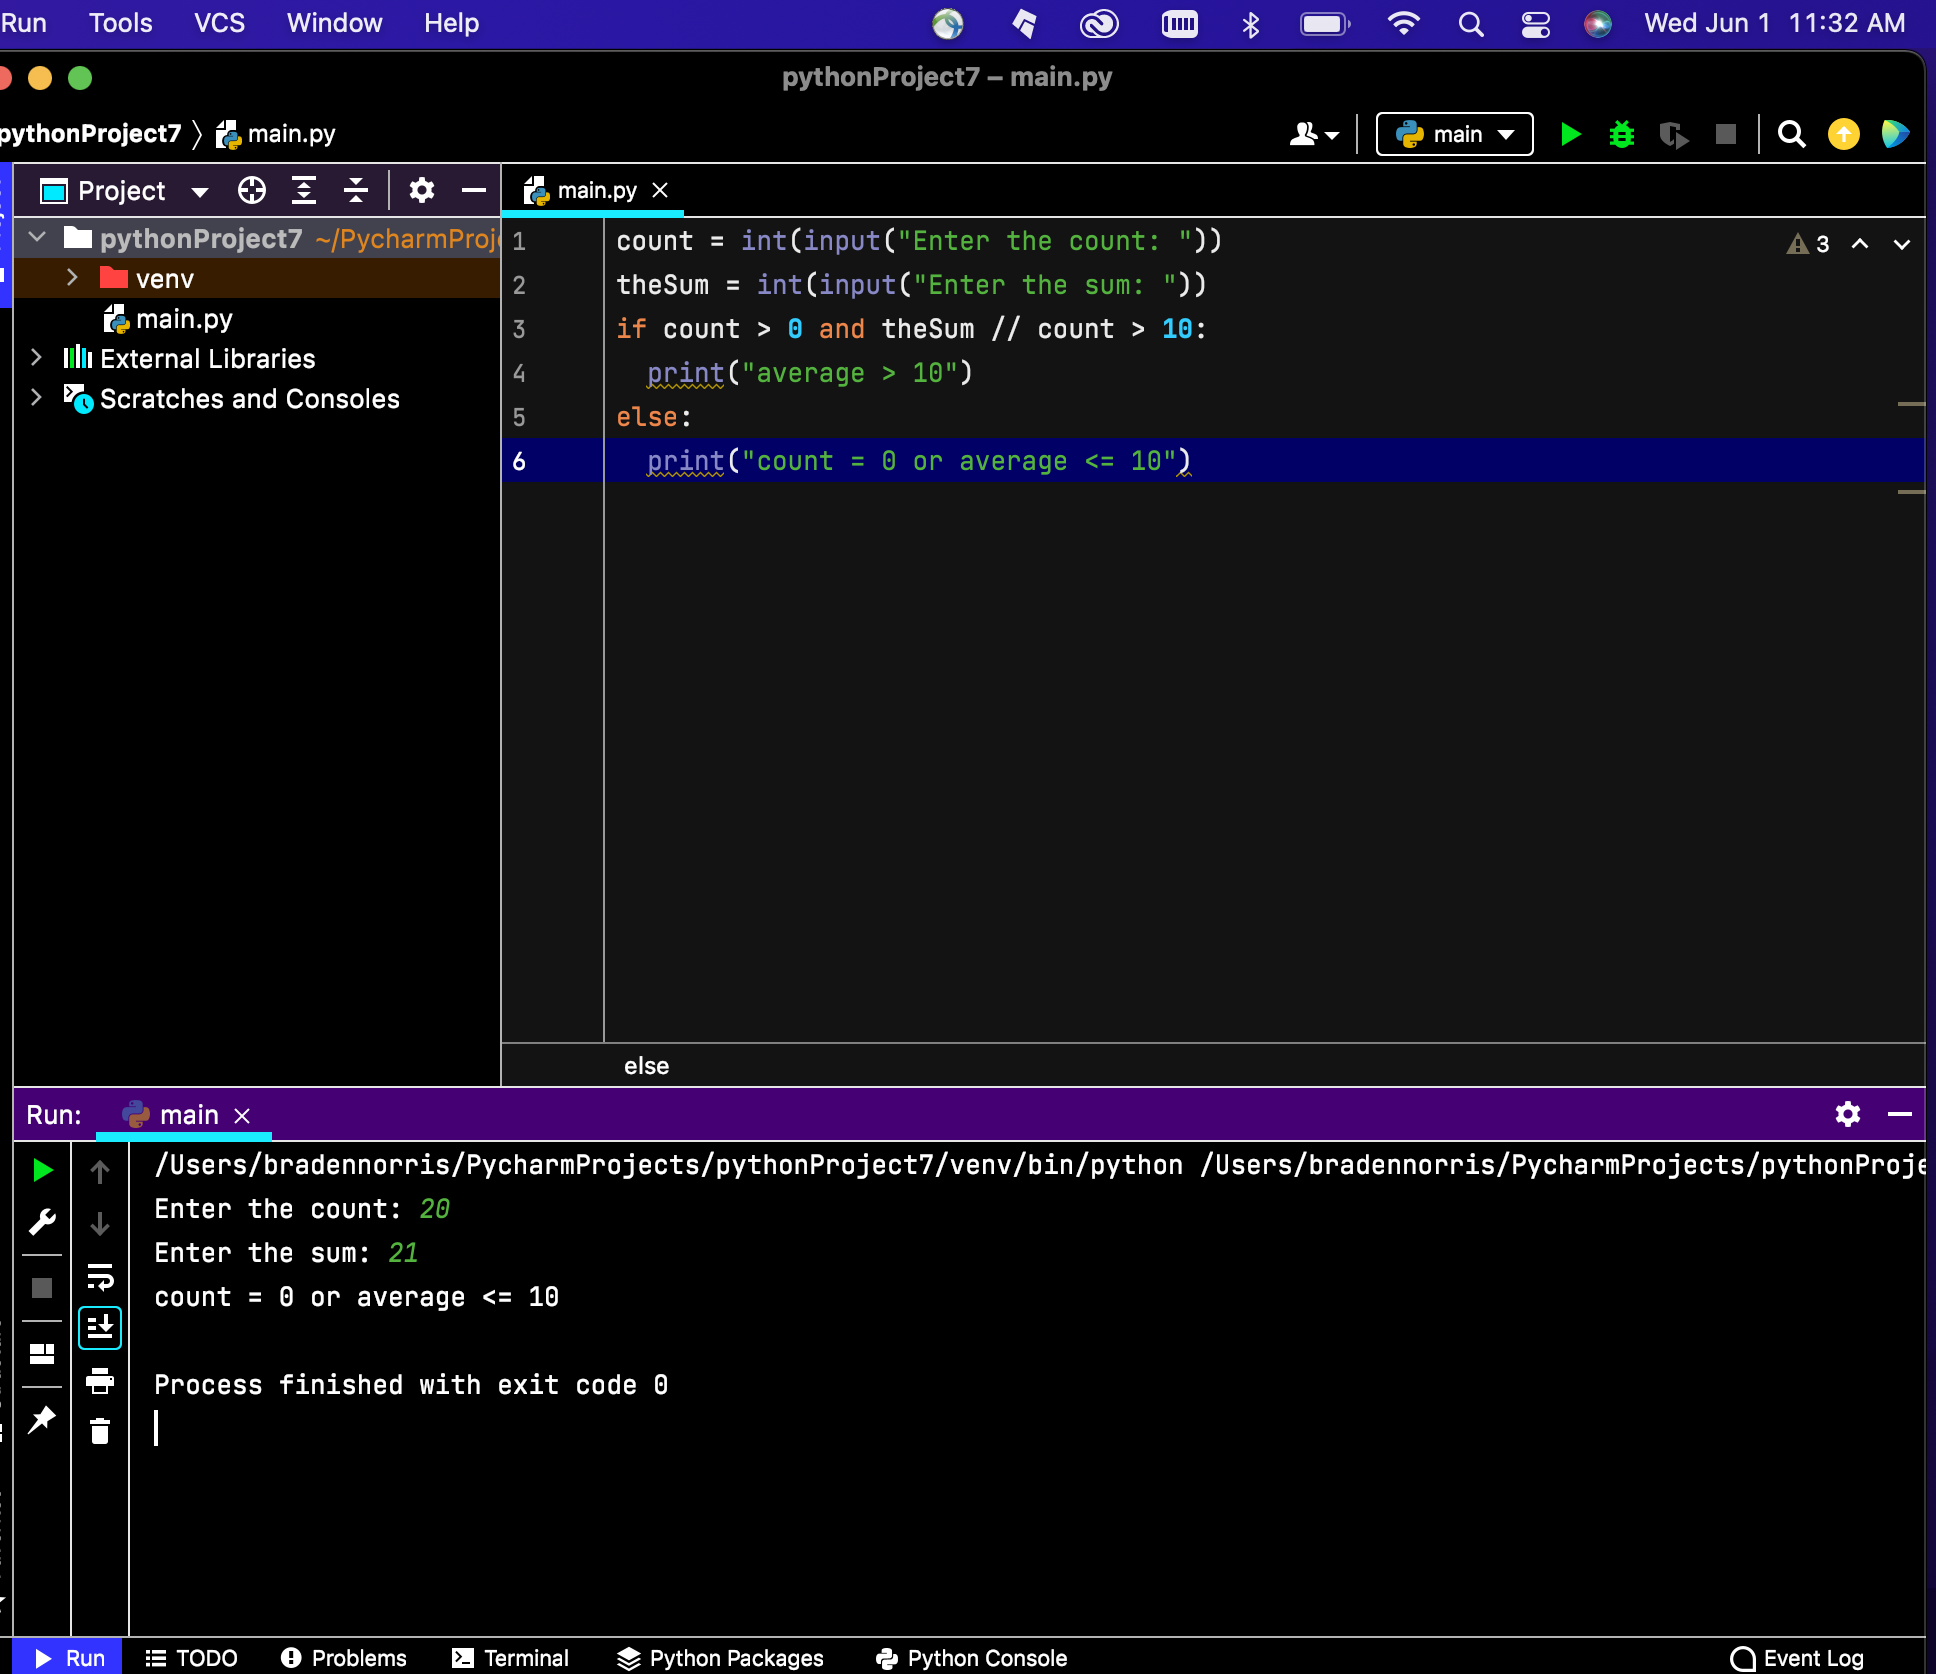 Run Tools VCS Window Help Wed Jun 1 11:32 AM
pythonProject7 – main.py
pythonProject7 main.py main
Project main.py
pythonProject7 ~/PycharmProj
venv
main.py
External Libraries
Scratches and Consoles
3
1 count = int(input("Enter the count: "))
2 theSum = int(input("Enter the sum: "))
3 if count > 0 and theSum // count > 10:
4 print("average > 10")
5 else:
6 print("count = 0 or average <= 10")
else
Run: main
/Users/bradennorris/PycharmProjects/pythonProject7/venv/bin/python /Users/bradennorris/PycharmProjects/pythonProje
Enter the count: 20
Enter the sum: 21
count = 0 or average <= 10
Process finished with exit code 0
Run TODO Problems Terminal Python Packages Python Console Event Log